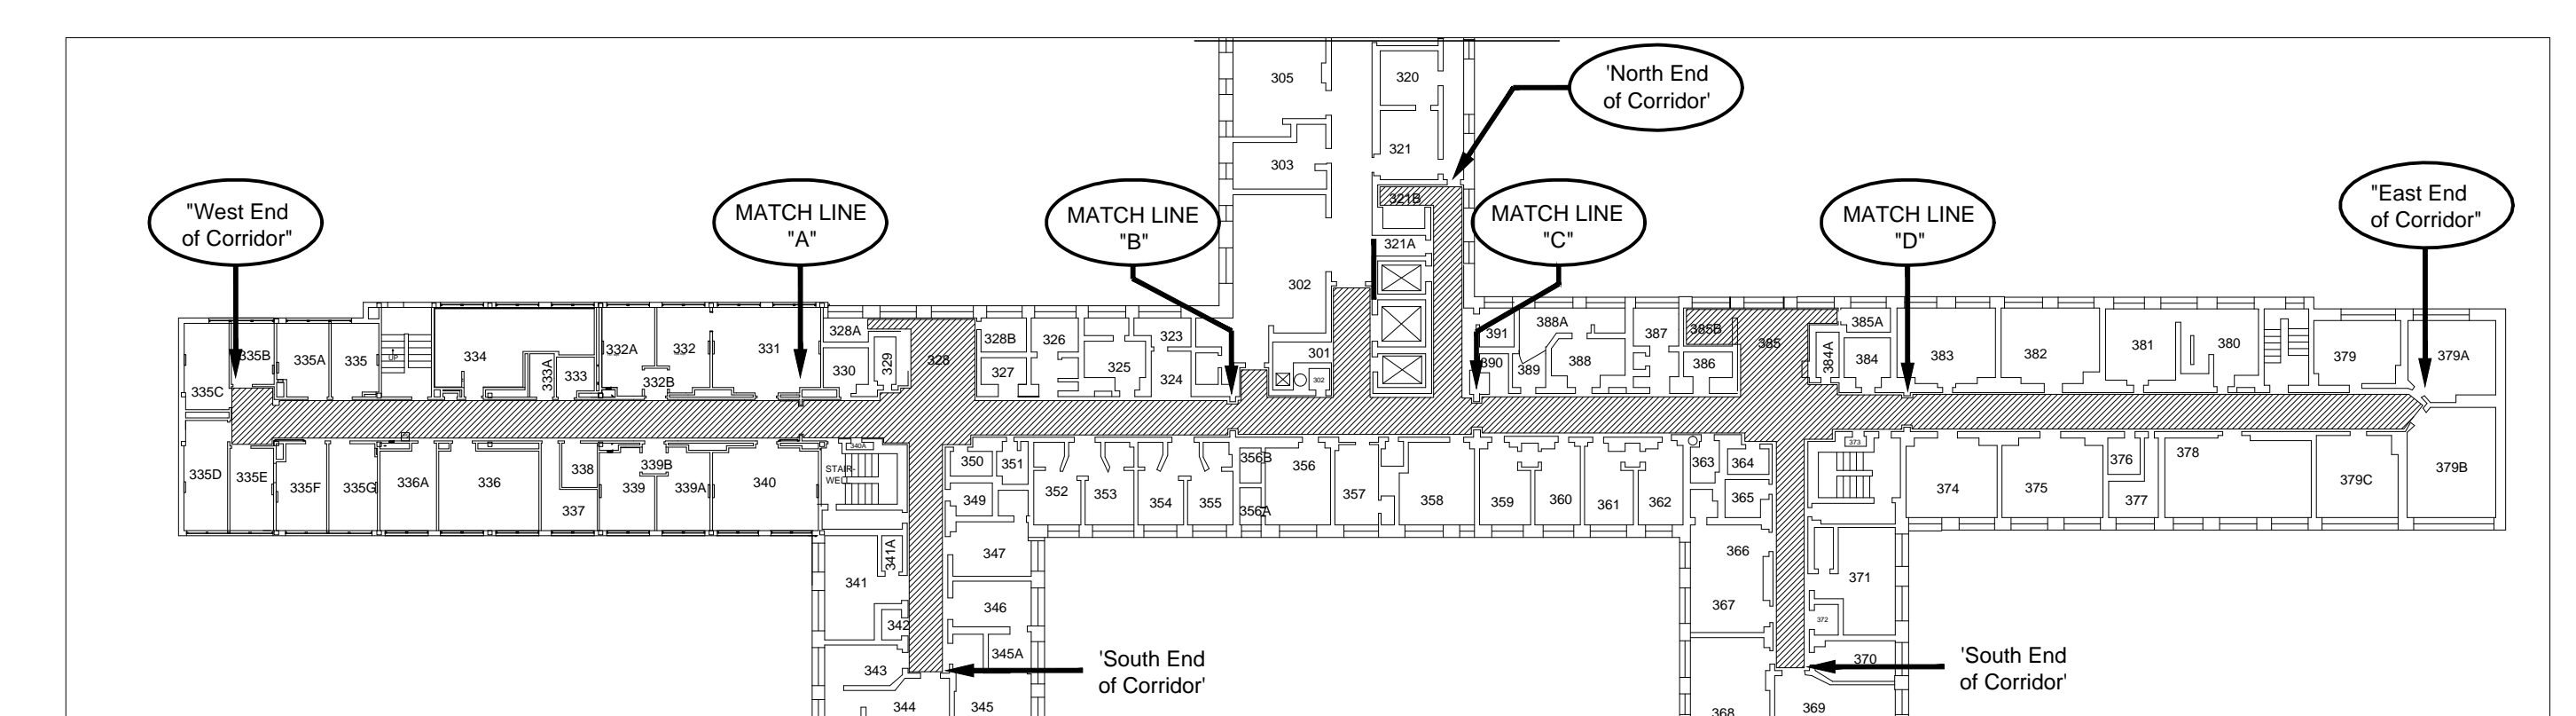 305
320
'North End
of Corridor'
303
321
321B
"West End
of Corridor"
MATCH LINE
"A"
MATCH LINE
"B"
MATCH LINE
"C"
MATCH LINE
"D"
"East End
of Corridor"
321A
302
335B
335A
335
UP
334
333A
333
332A
332
332B
331
328A
330
329
328
328B
327
326
325
323
324
301
302
391
390
389
388A
388
387
385B
386
385
385A
384A
384
383
382
381
380
379
379A
335C
335D
335E
335F
335G
336A
336
338
337
339B
339
339A
340
340A
STAIR-
WELL
350
351
349
352
353
354
355
356B
356A
356
357
358
359
360
361
362
363
364
365
373
374
375
376
377
378
379C
379B
341A
341
342
347
346
345A
343
344
345
'South End
of Corridor'
366
367
371
372
370
368
369
'South End
of Corridor'